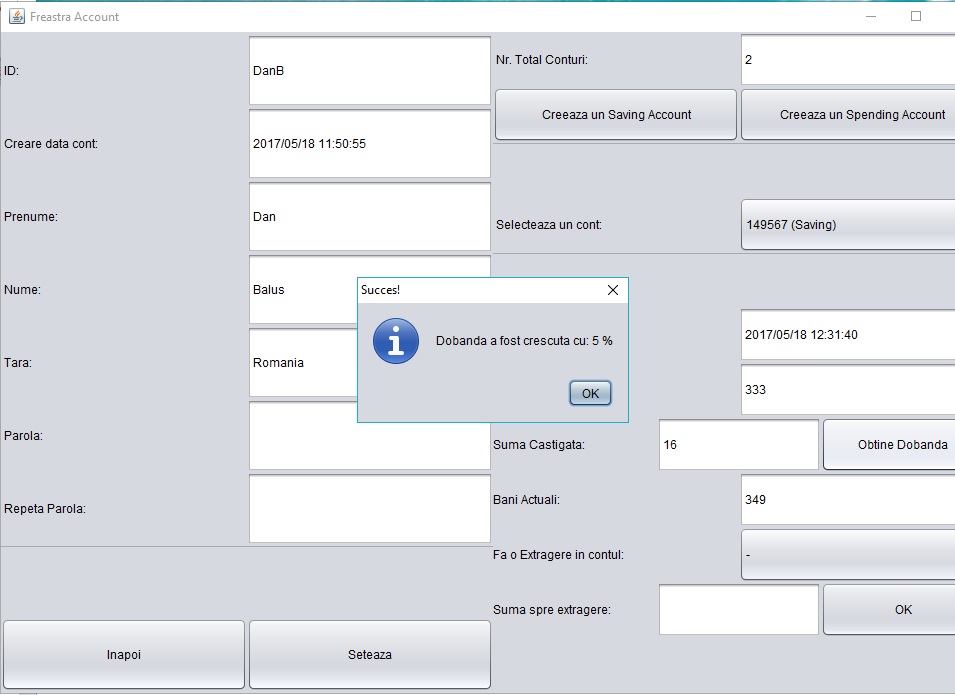 Freastra Account
ID:
DanB
Creare data cont:
2017/05/18 11:50:55
Prenume:
Dan
Nume:
Balus
Tara:
Romania
Parola:
Repeta Parola:
Inapoi
Seteaza
Nr. Total Conturi:
2
Creeaza un Saving Account
Creeaza un Spending Account
Selecteaza un cont:
149567 (Saving)
2017/05/18 12:31:40
333
Suma Castigata:
16
Obtine Dobanda
Bani Actuali:
349
Fa o Extragere in contul:
-
Suma spre extragere:
OK
Succes!
Dobanda a fost crescuta cu: 5 %
OK